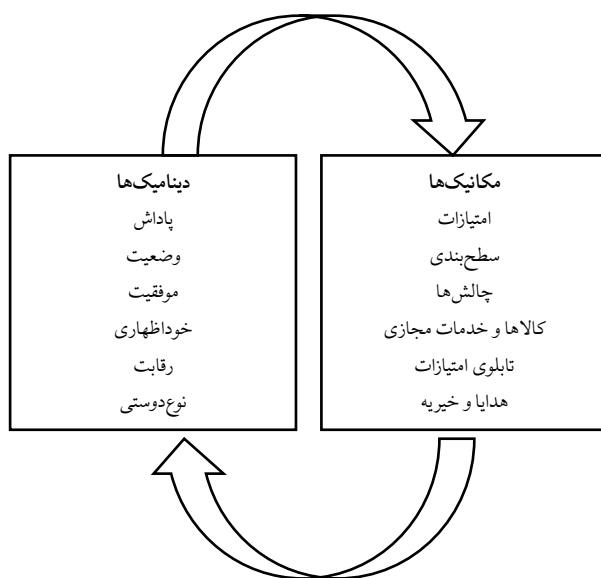 مکانیک‌ها
امتیازات
سطح‌بندی
چالش‌ها
کالاها و خدمات مجازی
تابلوی امتیازات
هدایا و خیریه
دینامیک‌ها
پاداش
وضعیت
موفقیت
خوداظهاری
رقابت
نوع‌دوستی